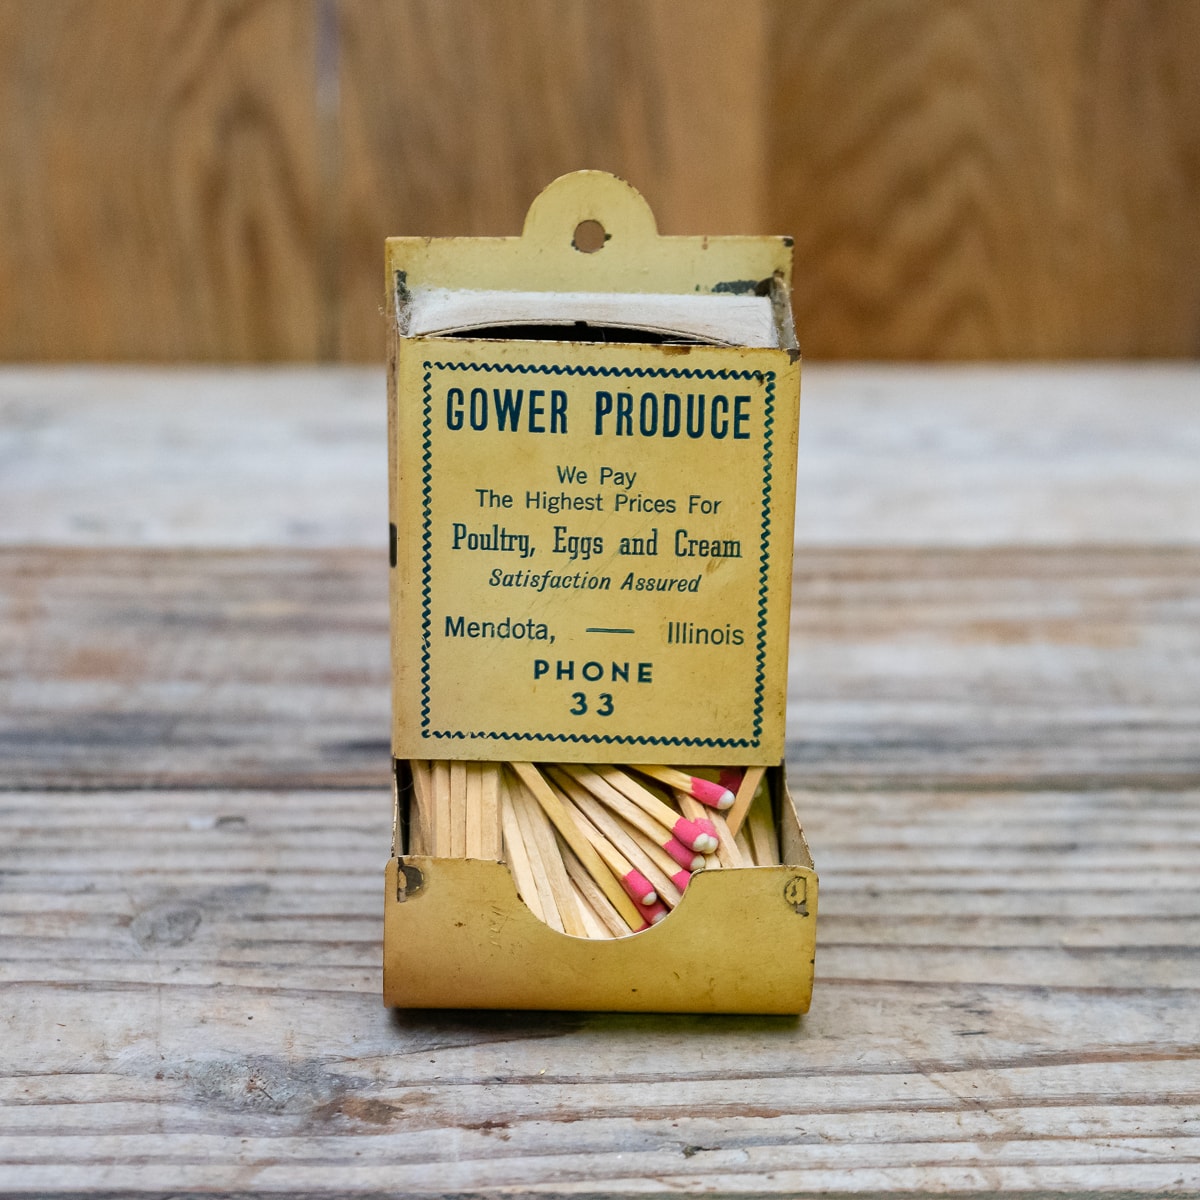 GOWER PRODUCE
We Pay
The Highest Prices For
Poultry, Eggs and Cream
Satisfaction Assured
Mendota, — Illinois
PHONE
33